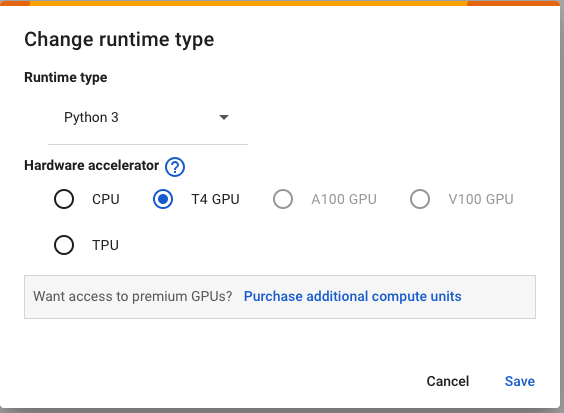 Change runtime type
Runtime type
Python 3
Hardware accelerator ?
CPU T4 GPU A100 GPU V100 GPU
TPU
Want access to premium GPUs? Purchase additional compute units
Cancel Save